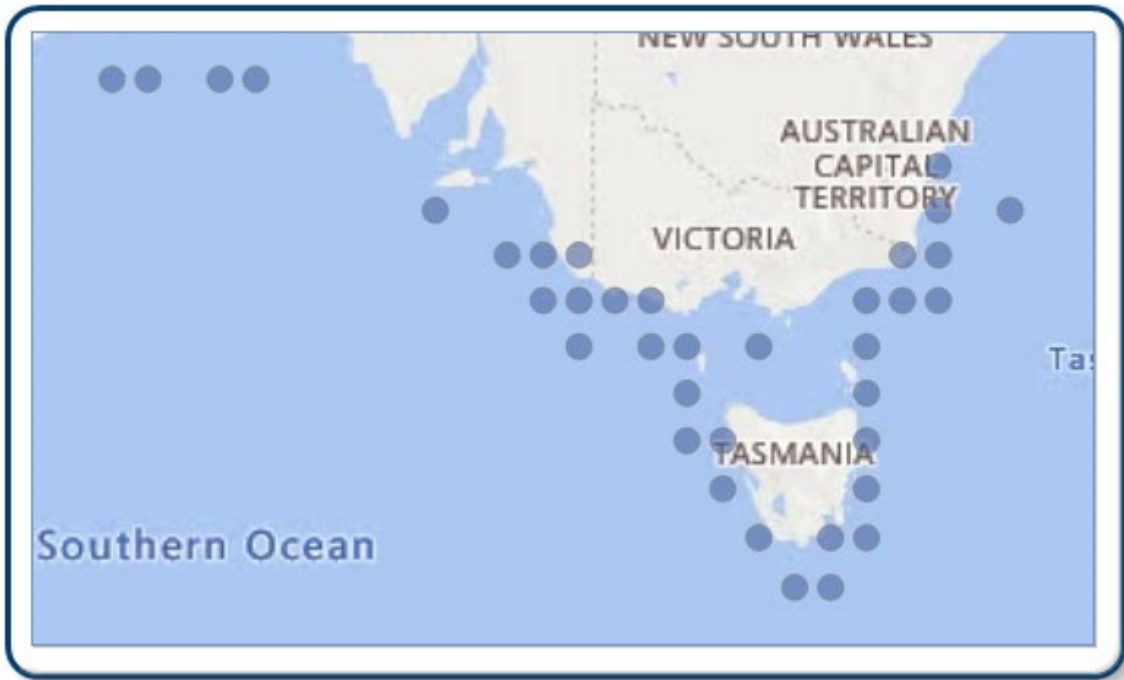 NEW SOUTH WALES
AUSTRALIAN
CAPITAL
TERRITORY
VICTORIA
TASMANIA
Southern Ocean